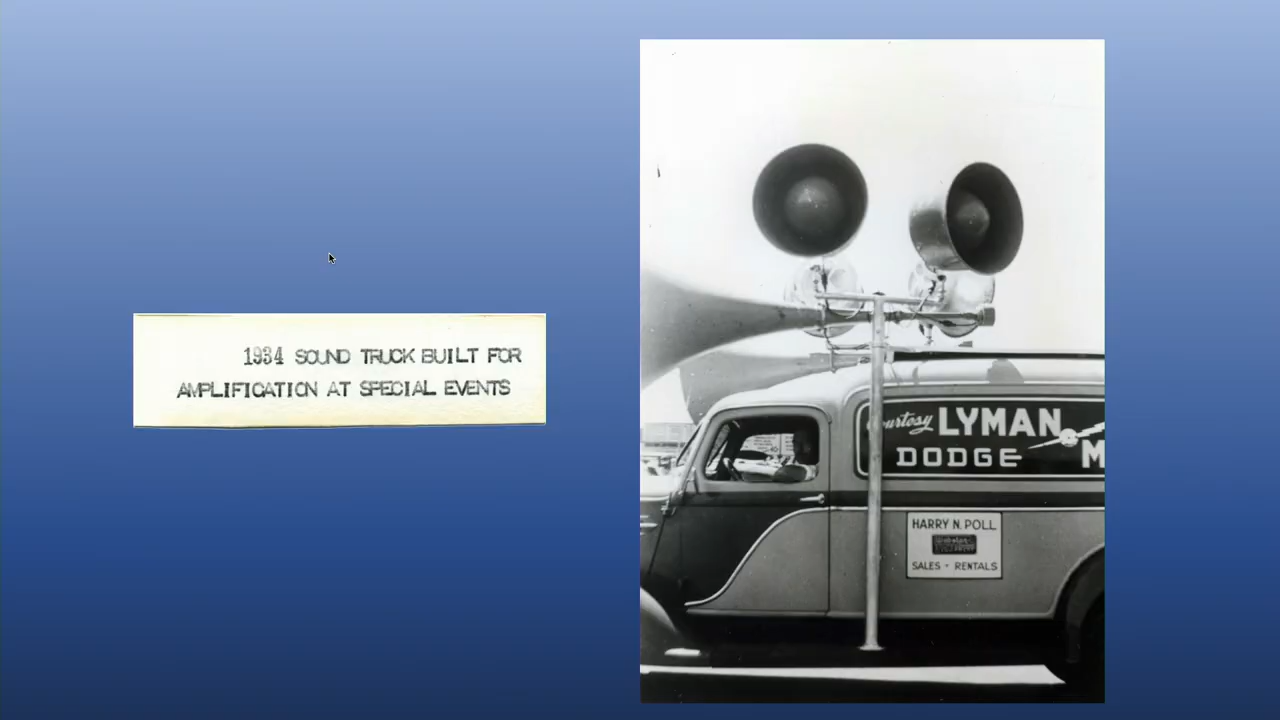 1934 SOUND TRUCK BUILT FOR
AMPLIFICATION AT SPECIAL EVENTS
Courtesy LYMAN
DODGE M
HARRY N. POLL
SALES - RENTALS